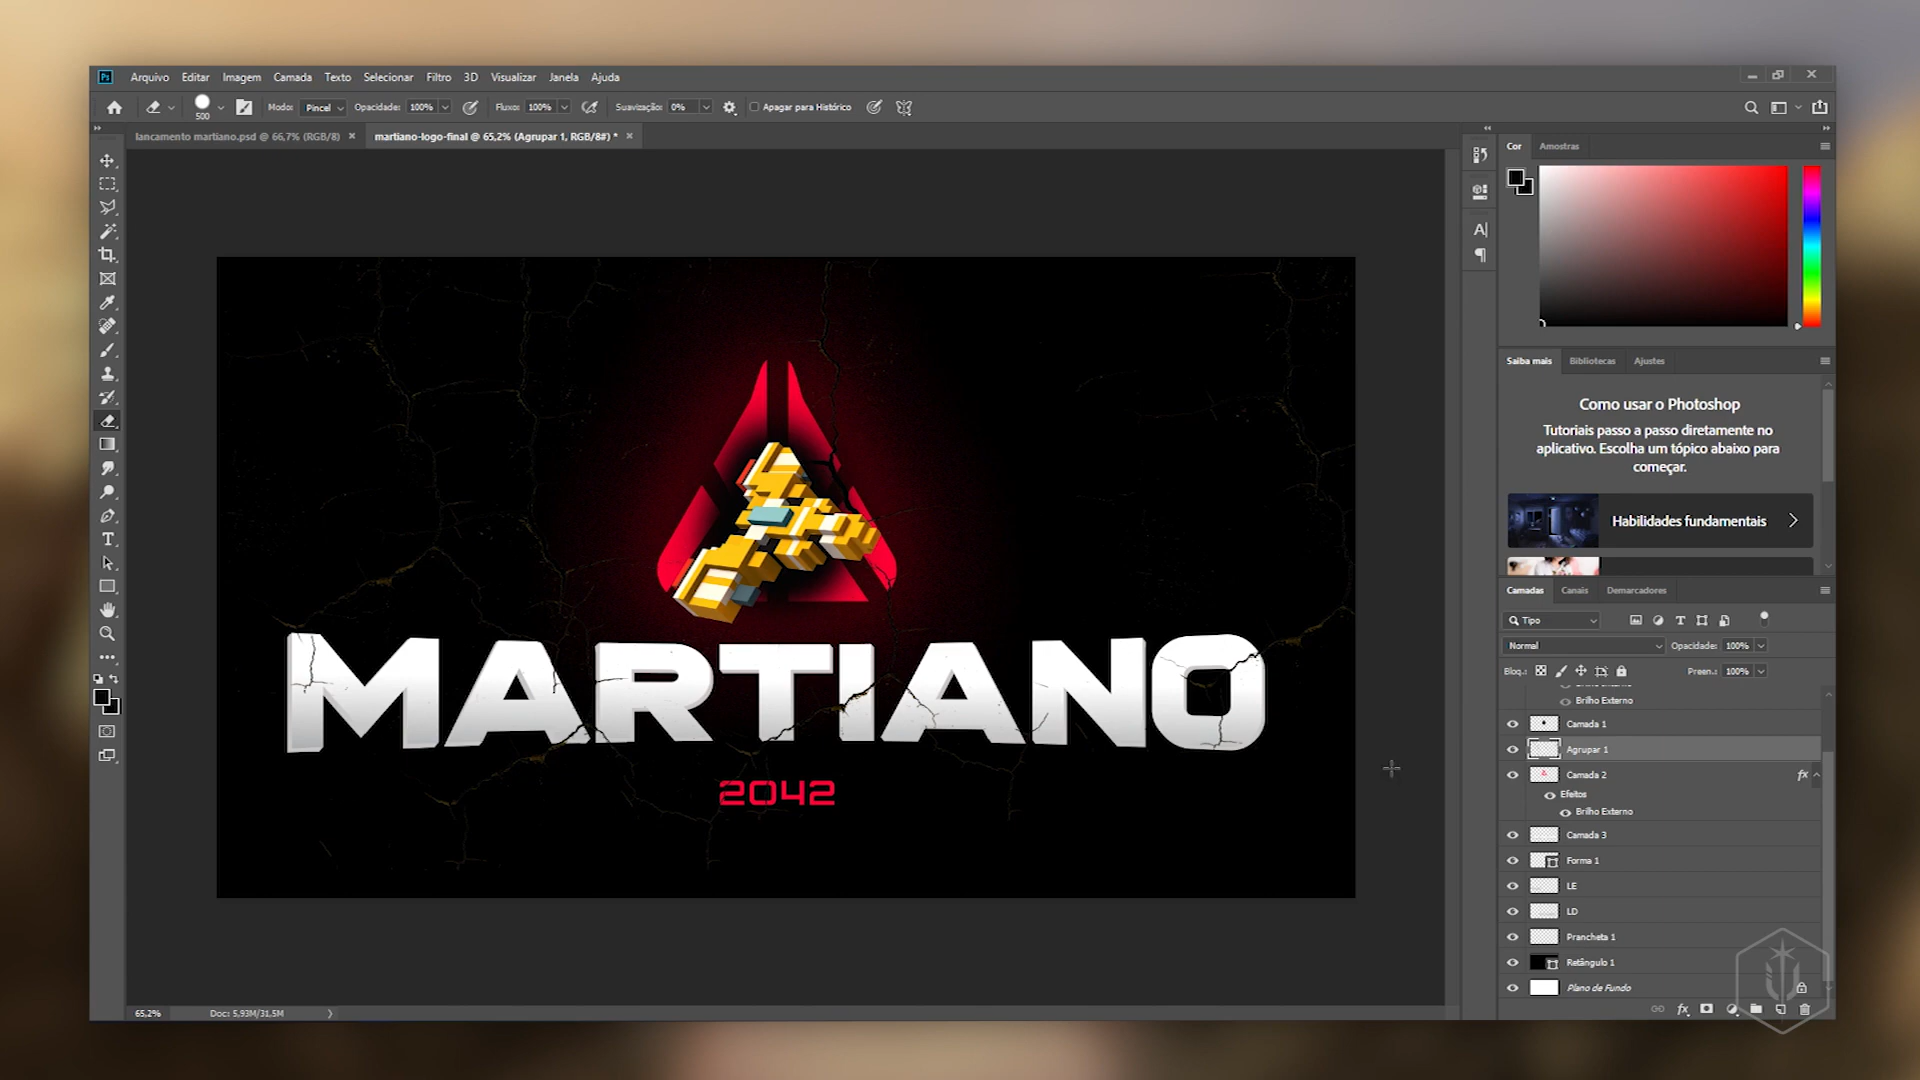 Ps Arquivo Editar Imagem Camada Texto Selecionar Filtro 3D Visualizar Janela Ajuda
500 Modo: Pincel Opacidade: 100% Fluxo: 100% Suavização: 0% Apagar para Histórico
lancamento martiano.psd @ 66,7% (RGB/8) × martiano-logo-final @ 65,2% (Agrupar 1, RGB/8#) * ×
Cor Amostras
Saiba mais Bibliotecas Ajustes
Como usar o Photoshop
Tutoriais passo a passo diretamente no
aplicativo. Escolha um tópico abaixo para
começar.
Habilidades fundamentais
MARTIANO
2042
Camadas Canais Demarcadores
Tipo
Normal Opacidade: 100%
Bloq.: Preen.: 100%
Brilho Externo
Camada 1
Agrupar 1
Camada 2 fx
Efeitos
Brilho Externo
Camada 3
Forma 1
LE
LD
Prancheta 1
Retângulo 1
Plano de Fundo
65,2% Doc: 5,93M/31,5M